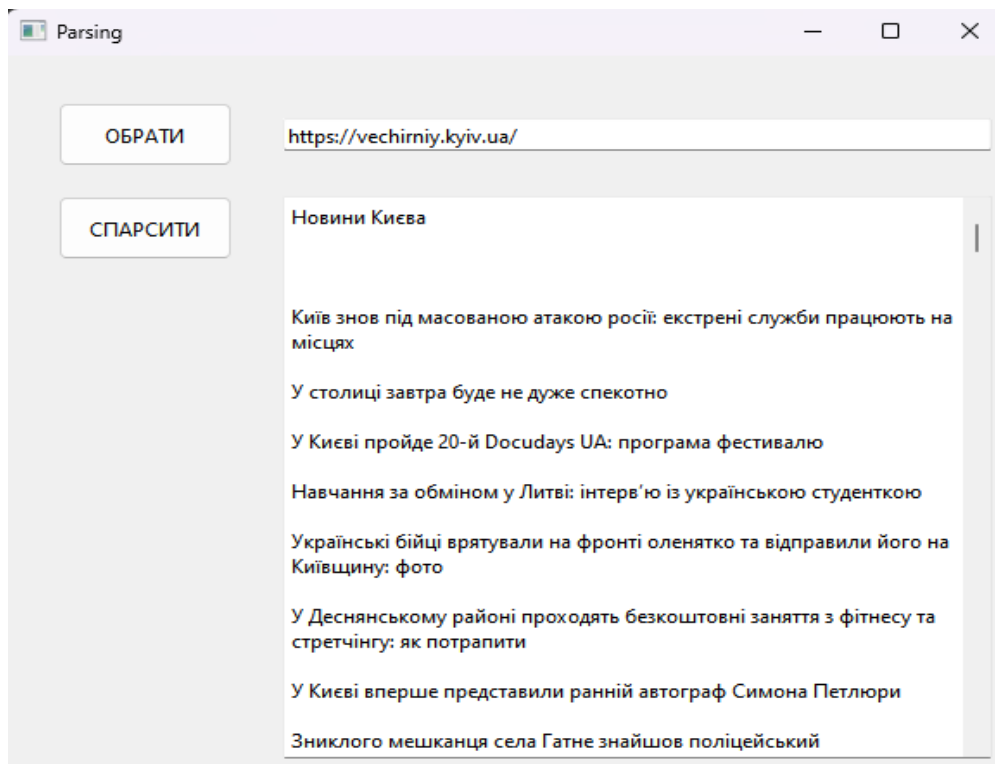 Parsing
ОБРАТИ
https://vechirniy.kyiv.ua/
СПАРСИТИ
Новини Києва
Київ знов під масованою атакою росії: екстрені служби працюють на
місцях
У столиці завтра буде не дуже спекотно
У Києві пройде 20-й Docudays UA: програма фестивалю
Навчання за обміном у Литві: інтерв’ю із українською студенткою
Українські бійці врятували на фронті оленятко та відправили його на
Київщину: фото
У Деснянському районі проходять безкоштовні заняття з фітнесу та
стретчінгу: як потрапити
У Києві вперше представили ранній автограф Симона Петлюри
Зниклого мешканця села Гатне знайшов поліцейський